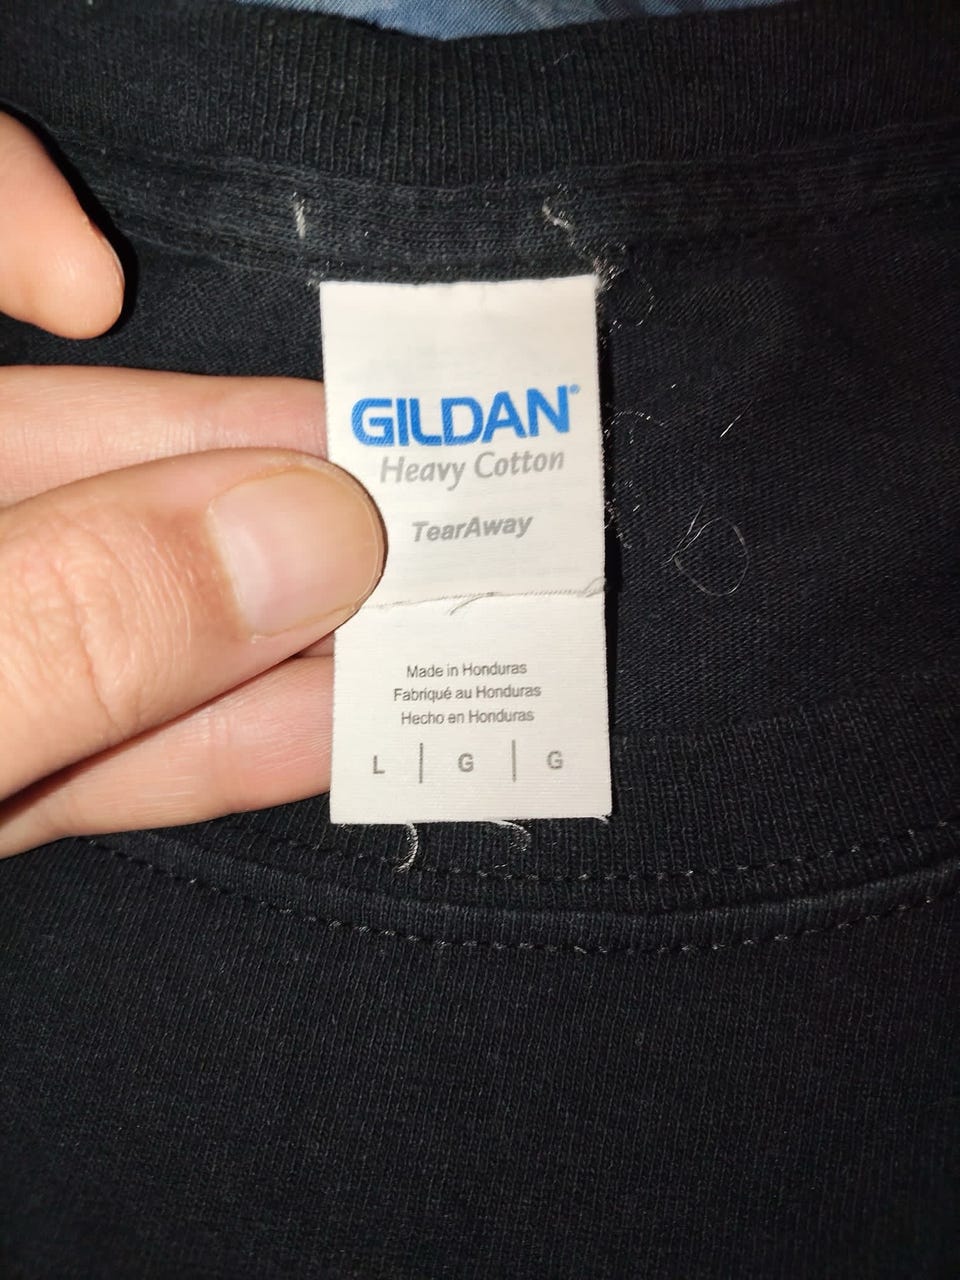 GILDAN®
Heavy Cotton
TearAway
Made in Honduras
Fabriqué au Honduras
Hecho en Honduras
L | G | G